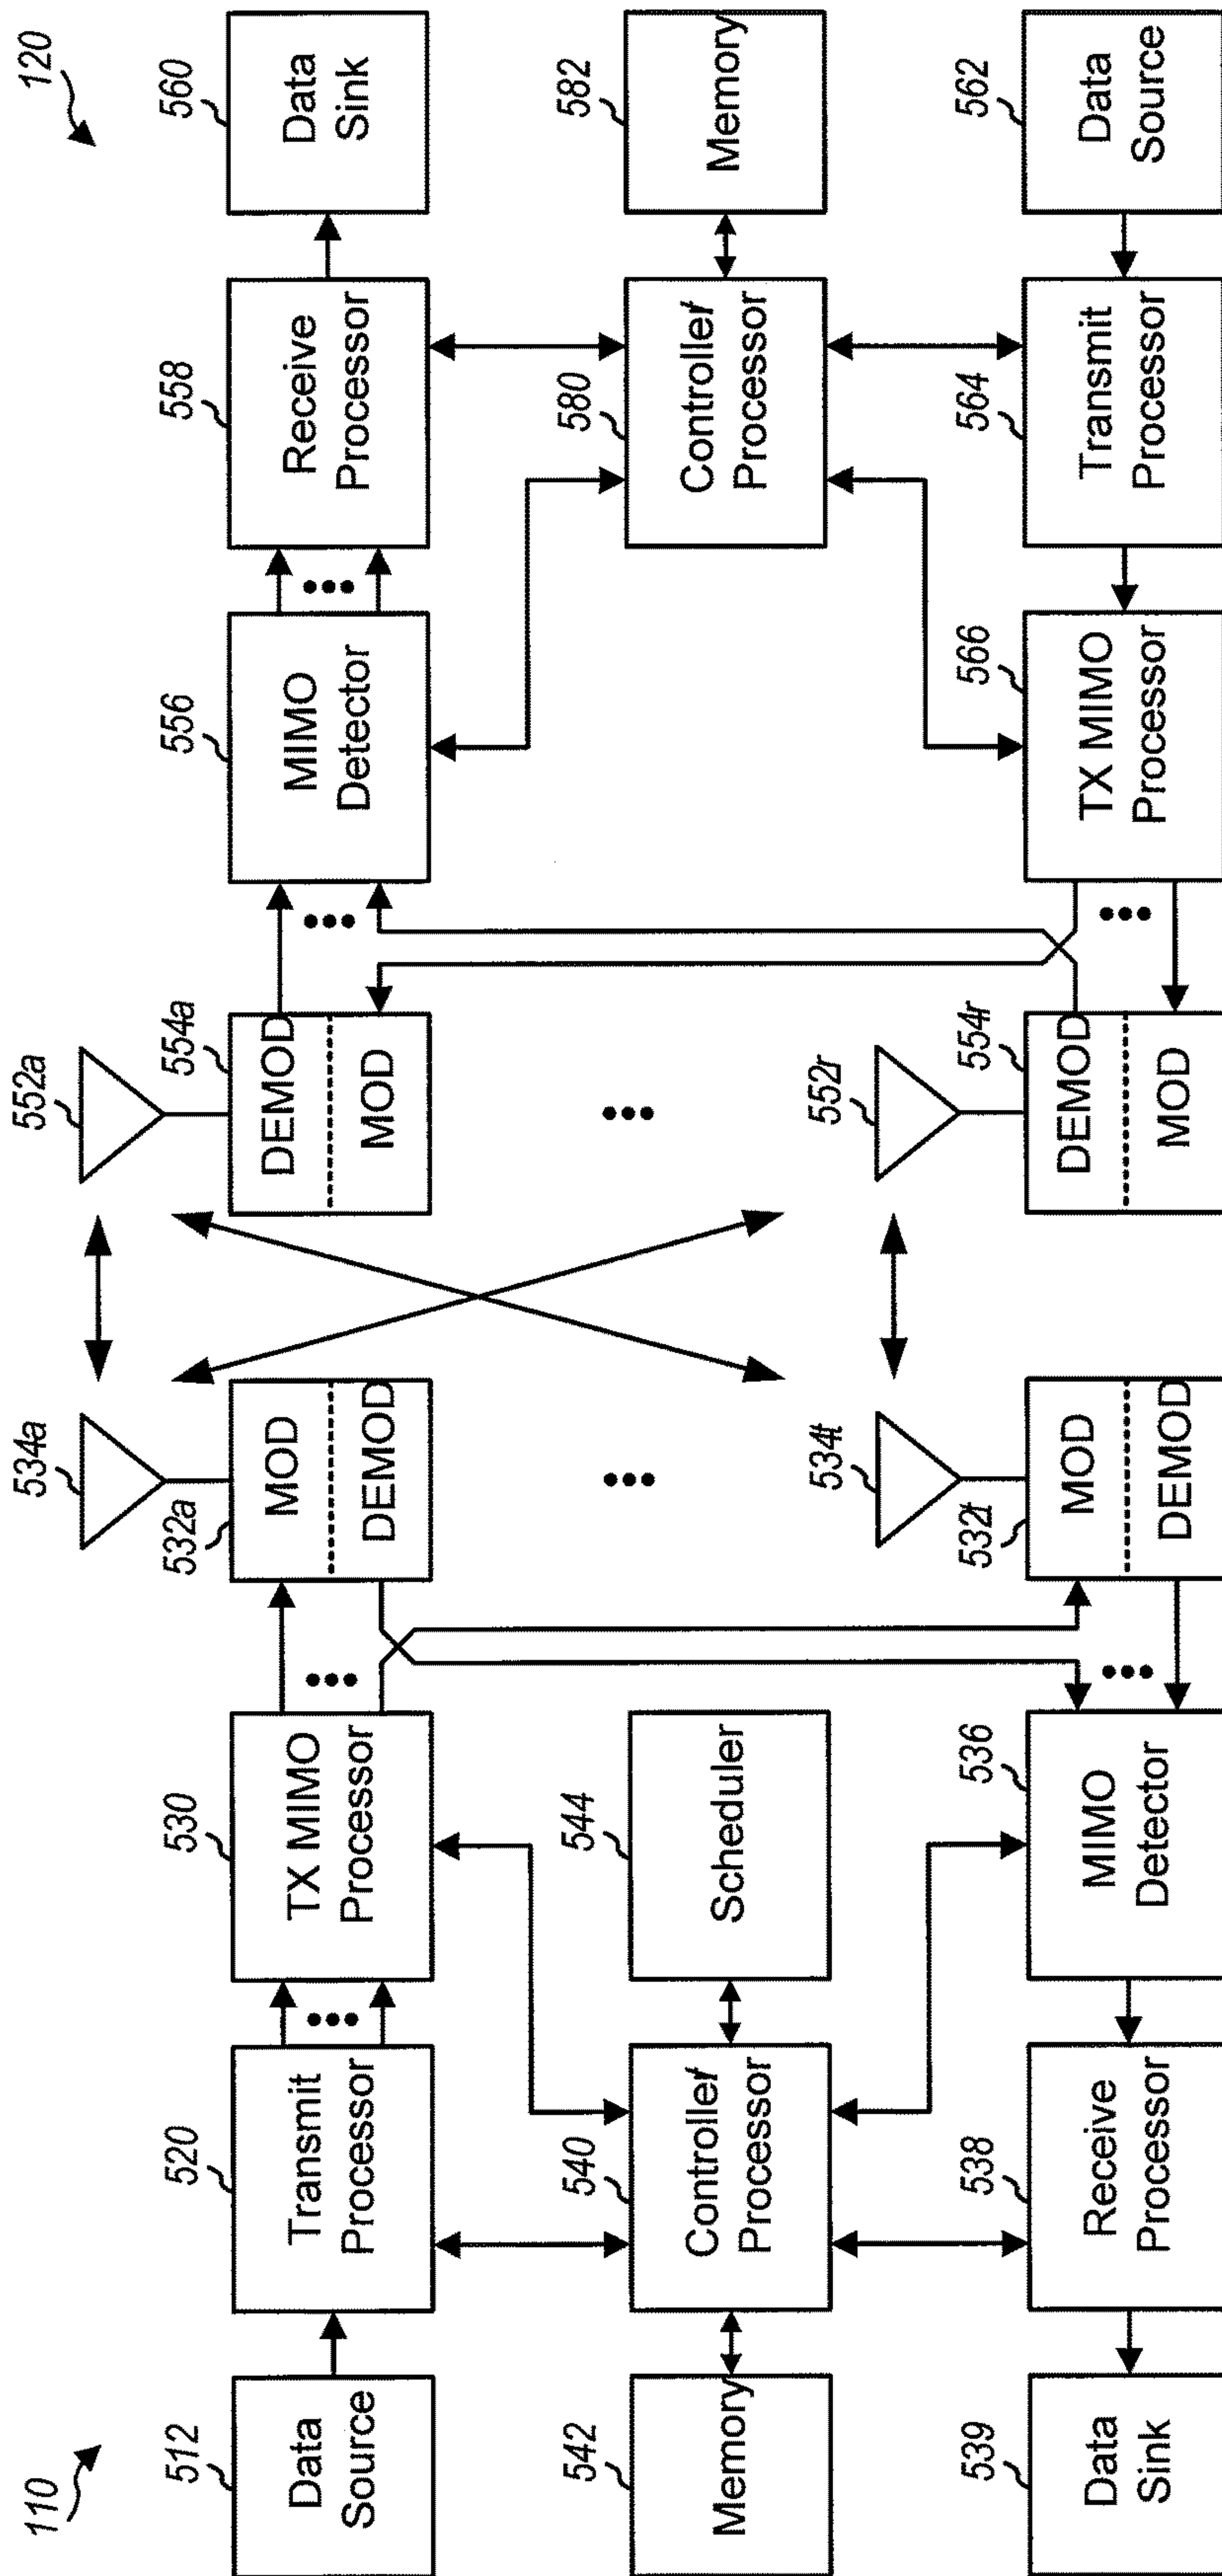 110
120
512
Data
Source
520
Transmit
Processor
530
TX MIMO
Processor
532a
MOD
DEMOD
534a
552a
554a
DEMOD
MOD
556
MIMO
Detector
558
Receive
Processor
560
Data
Sink
542
Memory
540
Controller/
Processor
544
Scheduler
580
Controller/
Processor
582
Memory
539
Data
Sink
538
Receive
Processor
536
MIMO
Detector
532t
MOD
DEMOD
534t
552r
554r
DEMOD
MOD
566
TX MIMO
Processor
564
Transmit
Processor
562
Data
Source